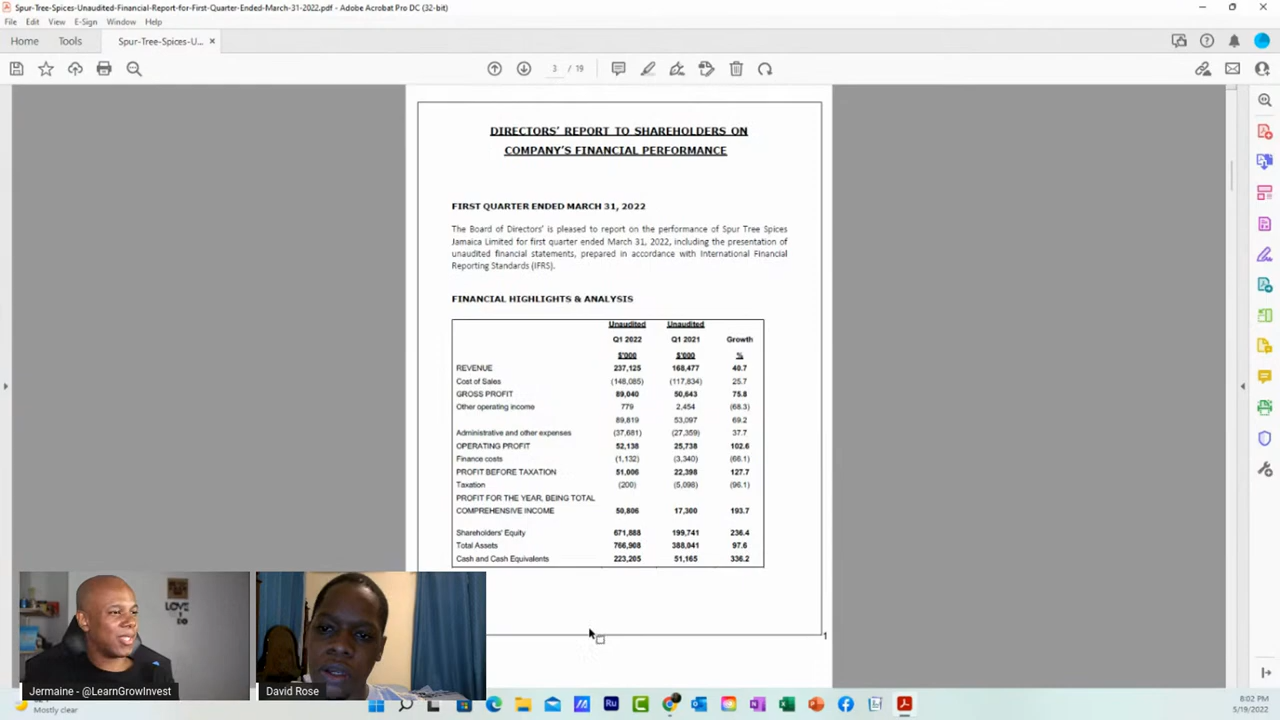 Spur-Tree-Spices-Unaudited-Financial-Report-for-First-Quarter-Ended-March-31-2022.pdf - Adobe Acrobat Pro DC (32-bit)
File Edit View E-Sign Window Help
Home Tools Spur-Tree-Spices-U... ×
3 / 19
DIRECTORS' REPORT TO SHAREHOLDERS ON
COMPANY'S FINANCIAL PERFORMANCE
FIRST QUARTER ENDED MARCH 31, 2022
The Board of Directors' is pleased to report on the performance of Spur Tree Spices
Jamaica Limited for first quarter ended March 31, 2022, including the presentation of
unaudited financial statements, prepared in accordance with International Financial
Reporting Standards (IFRS).
FINANCIAL HIGHLIGHTS & ANALYSIS
Unaudited Unaudited
Q1 2022 Q1 2021 Growth
$'000 $'000 %
REVENUE 237,125 168,477 40.7
Cost of Sales (148,085) (117,834) 25.7
GROSS PROFIT 89,040 50,643 75.8
Other operating income 779 2,454 (68.3)
89,819 53,097 69.2
Administrative and other expenses (37,681) (27,359) 37.7
OPERATING PROFIT 52,138 25,738 102.6
Finance costs (1,132) (3,340) (66.1)
PROFIT BEFORE TAXATION 51,006 22,398 127.7
Taxation (200) (5,098) (96.1)
PROFIT FOR THE YEAR, BEING TOTAL
COMPREHENSIVE INCOME 50,806 17,300 193.7
Shareholders' Equity 671,888 199,741 236.4
Total Assets 766,908 388,041 97.6
Cash and Cash Equivalents 223,205 51,165 336.2
1
LOVE
Jermaine - @LearnGrowInvest
David Rose
Mostly clear
8:02 PM
5/19/2022